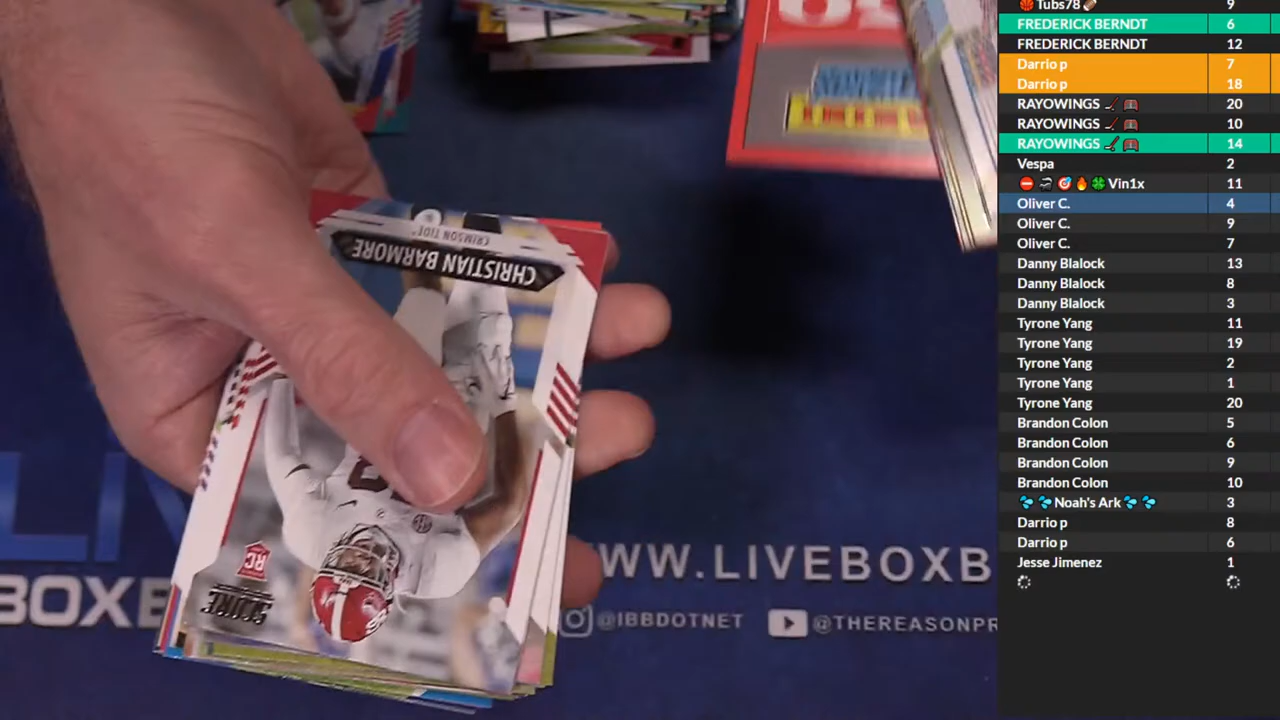 🏀 Tubs78 🏈 9
FREDERICK BERNDT 6
FREDERICK BERNDT 12
Darrio p 7
Darrio p 18
RAYOWINGS 🏒 🥅 20
RAYOWINGS 🏒 🥅 10
RAYOWINGS 🏒 🥅 14
Vespa 2
Vin1x 11
Oliver C. 4
Oliver C. 9
Oliver C. 7
Danny Blalock 13
Danny Blalock 8
Danny Blalock 3
Tyrone Yang 11
Tyrone Yang 19
Tyrone Yang 2
Tyrone Yang 1
Tyrone Yang 20
Brandon Colon 5
Brandon Colon 6
Brandon Colon 9
Brandon Colon 10
💦 💦 Noah's Ark 💦 💦 3
Darrio p 8
Darrio p 6
Jesse Jimenez 1
CRIMSON TIDE
CHRISTIAN BARMORE
RC
SCORE
LIV
BOXB
WW.LIVEBOXB
@IBBDOTNET
@THEREASONPR